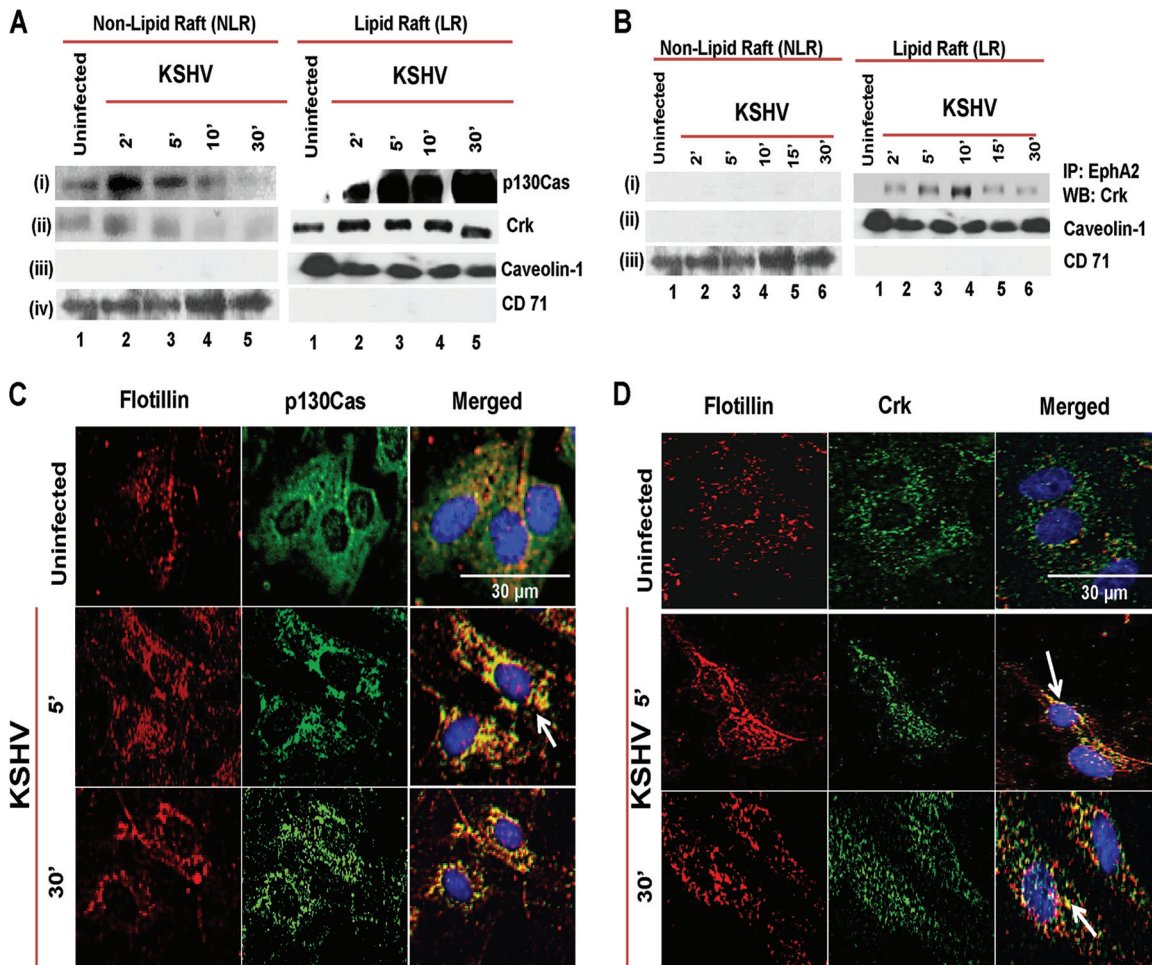 A
Non-Lipid Raft (NLR)
Lipid Raft (LR)
Uninfected
KSHV
2’
5’
10’
30’
Uninfected
KSHV
2’
5’
10’
30’
(i)
p130Cas
(ii)
Crk
(iii)
Caveolin-1
(iv)
CD 71
1 2 3 4 5
1 2 3 4 5
B
Non-Lipid Raft (NLR)
Lipid Raft (LR)
Uninfected
KSHV
2’
5’
10’
15’
30’
Uninfected
KSHV
2’
5’
10’
15’
30’
(i)
IP: EphA2
WB: Crk
(ii)
Caveolin-1
(iii)
CD 71
1 2 3 4 5 6
1 2 3 4 5 6
C
Flotillin
p130Cas
Merged
Uninfected
30 μm
KSHV
5’
30’
D
Flotillin
Crk
Merged
Uninfected
30 μm
KSHV
5’
30’